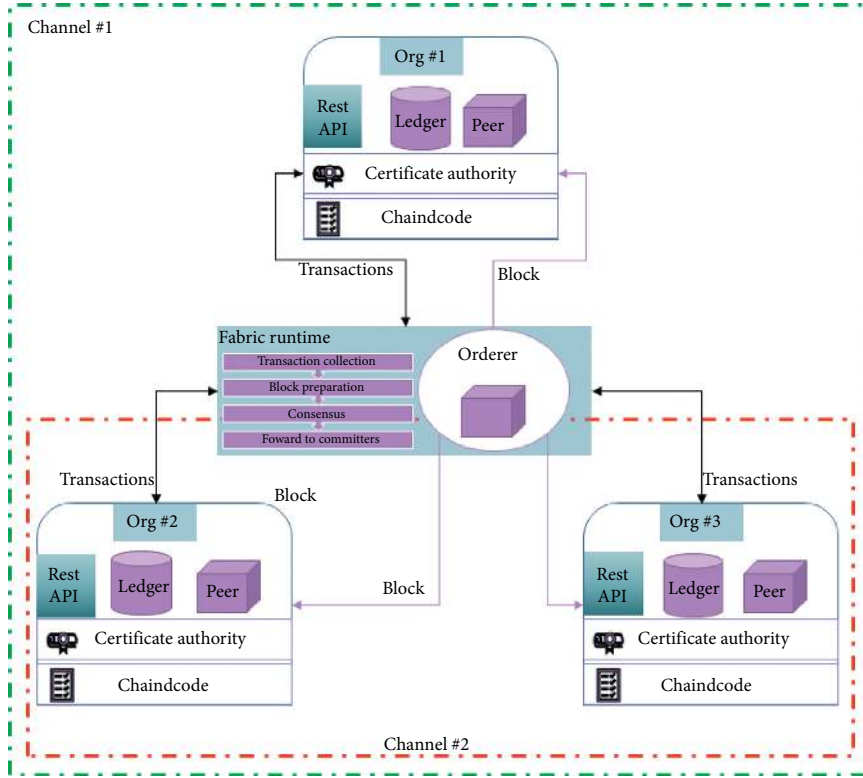 Channel #1
Org #1
Rest
API
Ledger
Peer
Certificate authority
Chaindcode
Transactions
Block
Fabric runtime
Transaction collection
Block preparation
Consensus
Foward to committers
Orderer
Transactions
Block
Transactions
Org #2
Rest
API
Ledger
Peer
Certificate authority
Chaindcode
Block
Org #3
Rest
API
Ledger
Peer
Certificate authority
Chaindcode
Channel #2